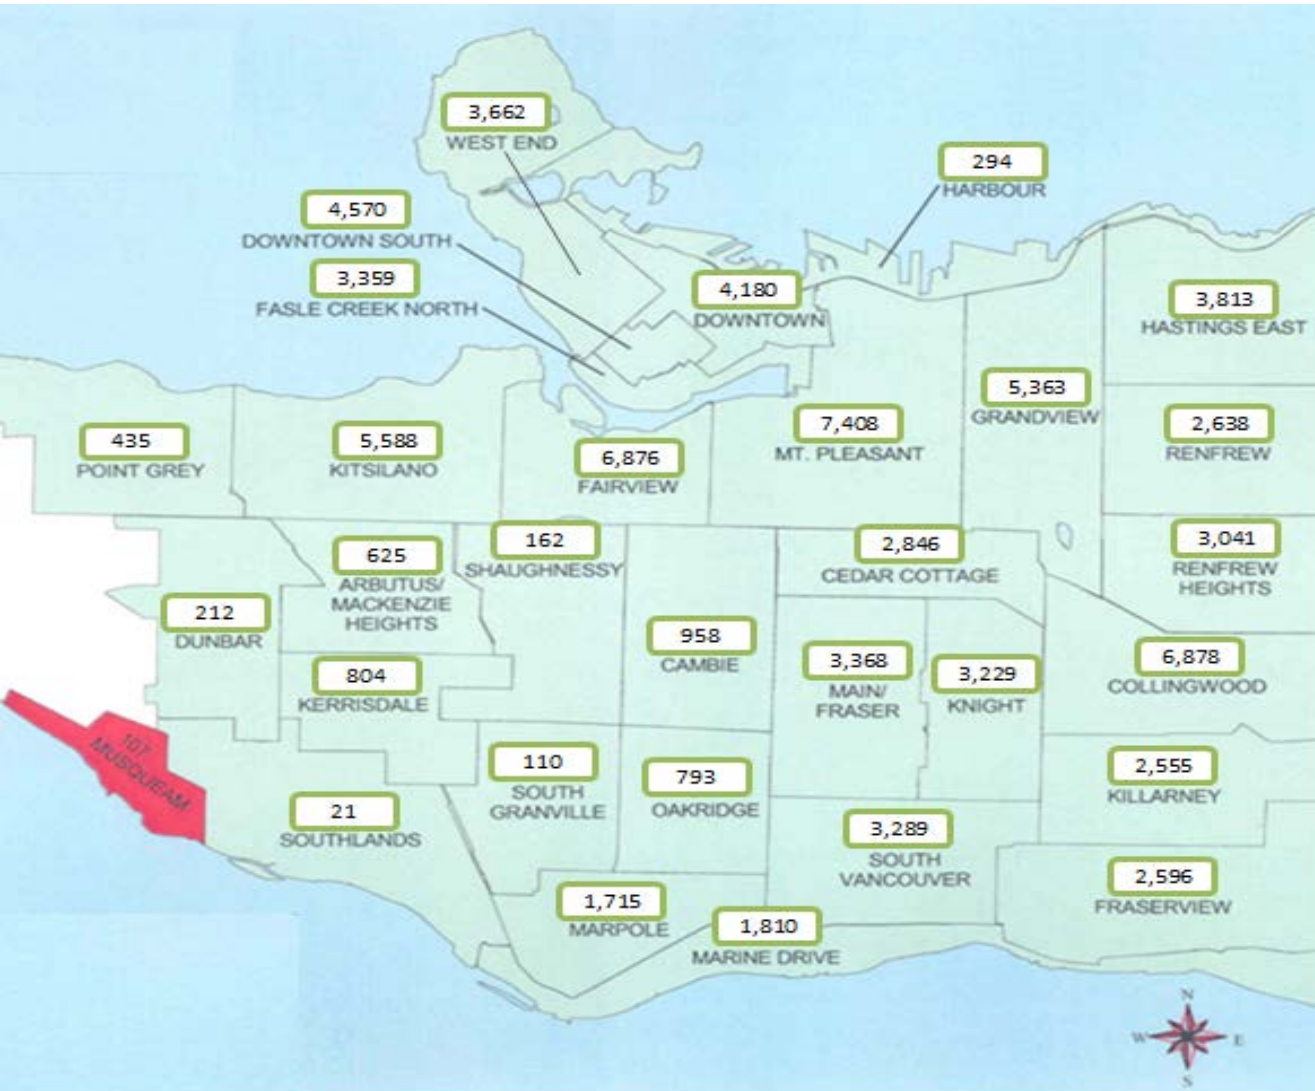 3,662
WEST END
294
HARBOUR
4,570
DOWNTOWN SOUTH
3,359
FASLE CREEK NORTH
4,180
DOWNTOWN
3,813
HASTINGS EAST
5,363
GRANDVIEW
435
POINT GREY
5,588
KITSILANO
6,876
FAIRVIEW
7,408
MT. PLEASANT
2,638
RENFREW
625
ARBUTUS/
MACKENZIE
HEIGHTS
162
SHAUGHNESSY
2,846
CEDAR COTTAGE
3,041
RENFREW
HEIGHTS
212
DUNBAR
804
KERRISDALE
958
CAMBIE
3,368
MAIN/
FRASER
3,229
KNIGHT
6,878
COLLINGWOOD
107
MUSQUEAM
21
SOUTHLANDS
110
SOUTH
GRANVILLE
793
OAKRIDGE
3,289
SOUTH
VANCOUVER
2,555
KILLARNEY
1,715
MARPOLE
1,810
MARINE DRIVE
2,596
FRASERVIEW
N
W E
S